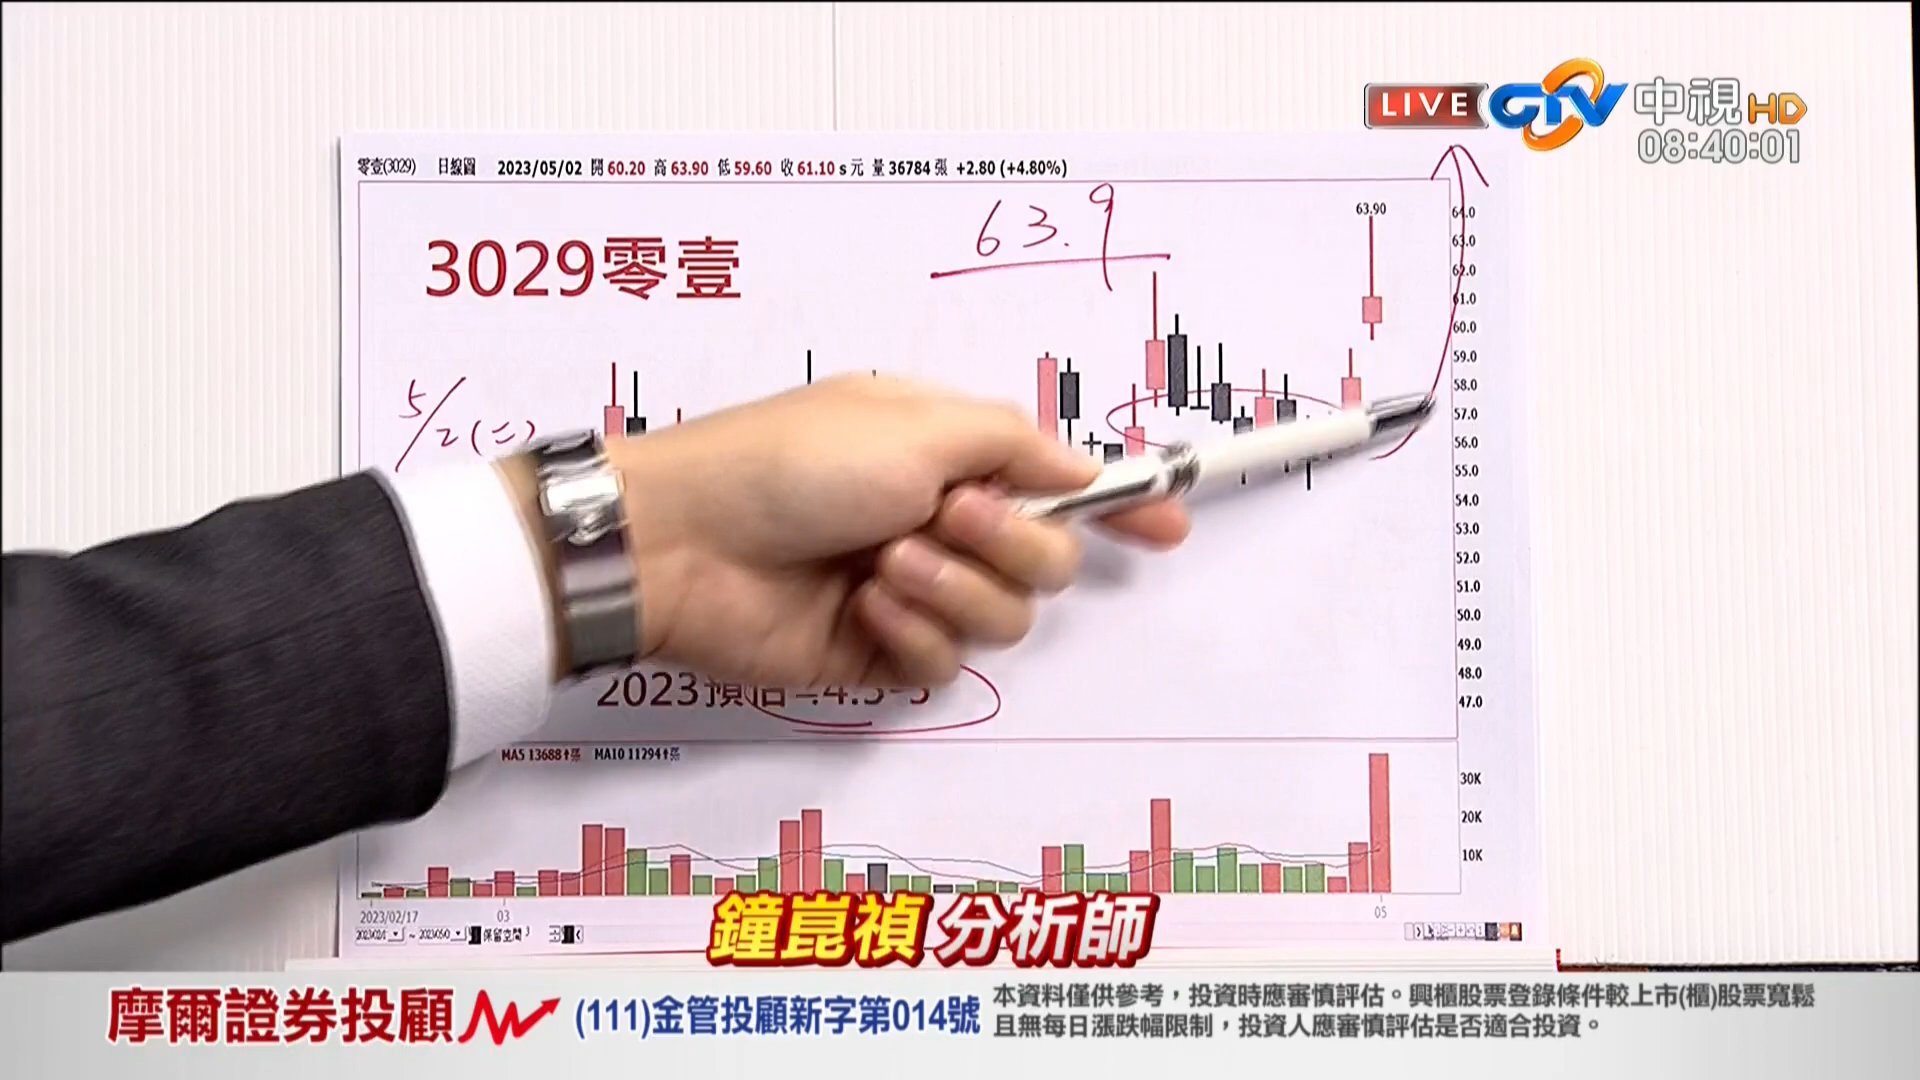 LIVE CTV 中視 HD
08:40:01
零壹(3029) 日線圖 2023/05/02 開 60.20 高 63.90 低 59.60 收 61.10 s 元 量 36784 張 +2.80 (+4.80%)
63.9
63.90
3029零壹
5/2(二)
64.0
63.0
62.0
61.0
60.0
59.0
58.0
57.0
56.0
55.0
54.0
53.0
52.0
51.0
50.0
49.0
48.0
47.0
2023預估
MA5 13688 MA10 11294
30K
20K
10K
2023/02/17 03 05
保留空間
鐘崑禎 分析師
摩爾證券投顧 (111)金管投顧新字第014號
本資料僅供參考，投資時應審慎評估。興櫃股票登錄條件較上市(櫃)股票寬鬆
且無每日漲跌幅限制，投資人應審慎評估是否適合投資。